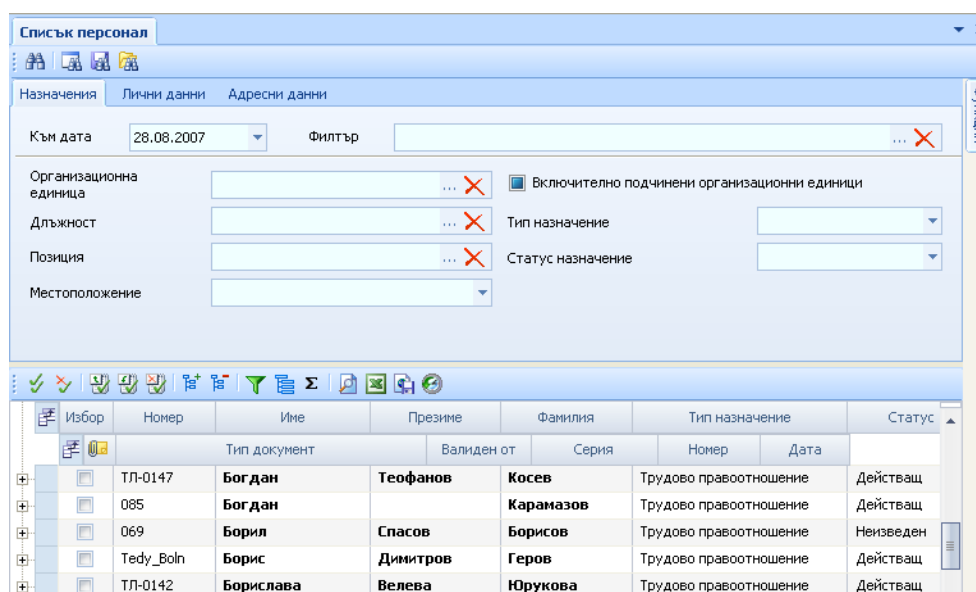 Списък персонал
Назначения Лични данни Адресни данни
Към дата 28.08.2007 Филтър ...
Организационна единица ... Включително подчинени организационни единици
Длъжност ... Тип назначение
Позиция ... Статус назначение
Местоположение
Избор Номер Име Презиме Фамилия Тип назначение Статус
Тип документ Валиден от Серия Номер Дата
ТЛ-0147 Богдан Теофанов Косев Трудово правоотношение Действащ
085 Богдан Карамазов Трудово правоотношение Действащ
069 Борил Спасов Борисов Трудово правоотношение Неизведен
Tedy_Boln Борис Димитров Геров Трудово правоотношение Действащ
ТЛ-0142 Борислава Велева Юрукова Трудово правоотношение Действащ